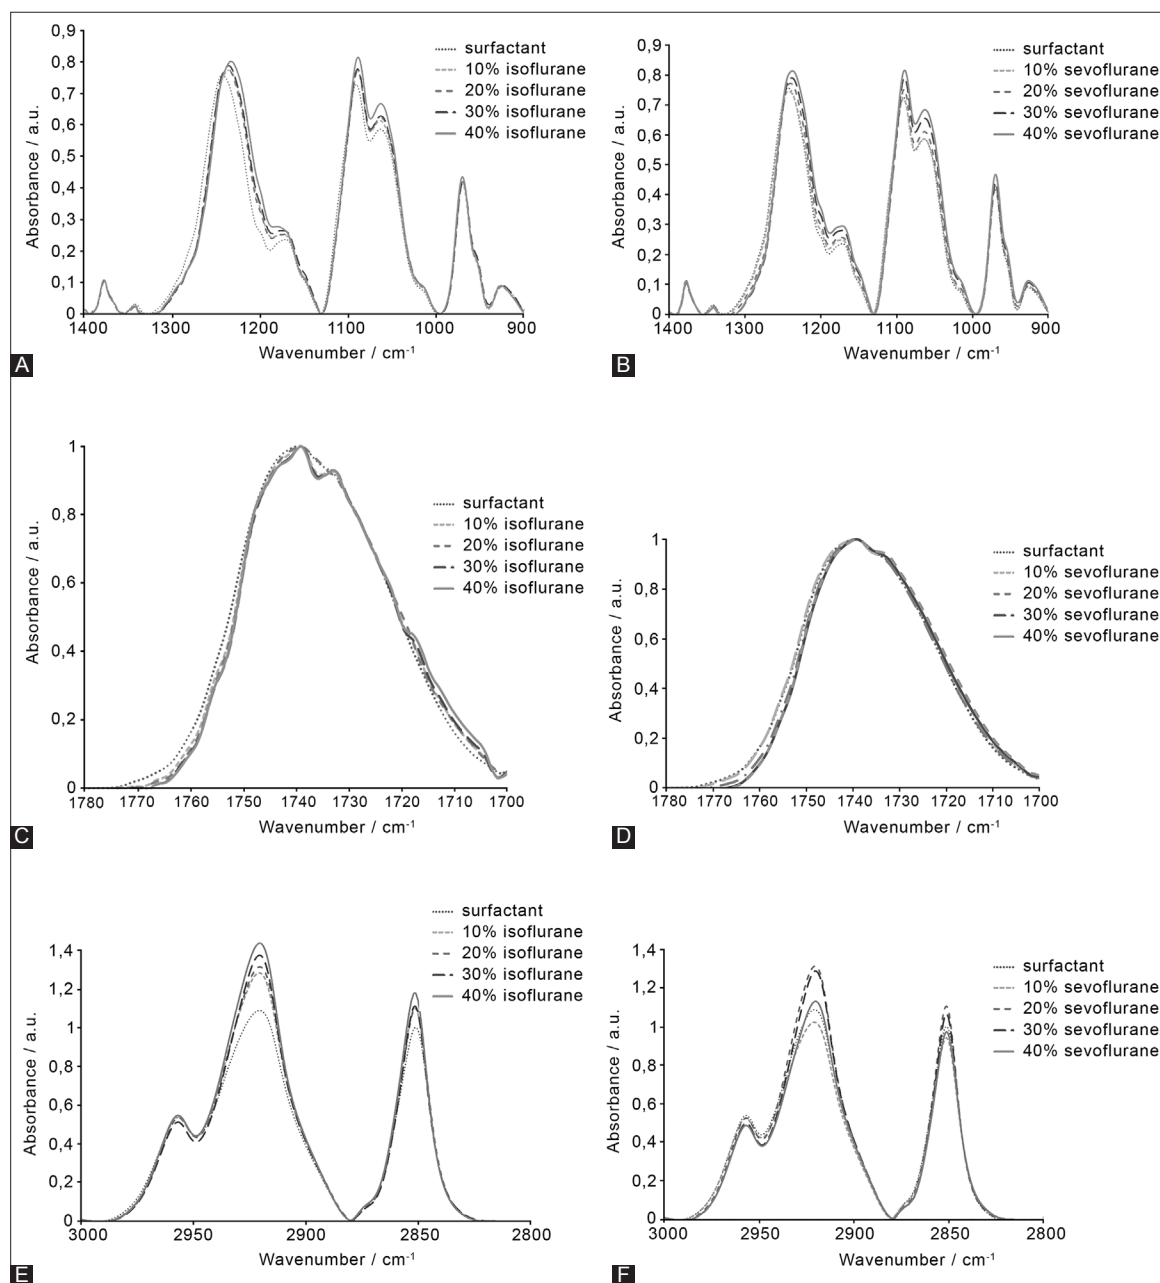 0,9
0,8
0,7
0,6
0,5
0,4
0,3
0,2
0,1
0
Absorbance / a.u.
1400 1300 1200 1100 1000 900
Wavenumber / cm-1
surfactant
10% isoflurane
20% isoflurane
30% isoflurane
40% isoflurane
A
0,9
0,8
0,7
0,6
0,5
0,4
0,3
0,2
0,1
0
Absorbance / a.u.
1400 1300 1200 1100 1000 900
Wavenumber / cm-1
surfactant
10% sevoflurane
20% sevoflurane
30% sevoflurane
40% sevoflurane
B
1
0,8
0,6
0,4
0,2
0
Absorbance / a.u.
1780 1770 1760 1750 1740 1730 1720 1710 1700
Wavenumber / cm-1
surfactant
10% isoflurane
20% isoflurane
30% isoflurane
40% isoflurane
C
1
0,8
0,6
0,4
0,2
0
Absorbance / a.u.
1780 1770 1760 1750 1740 1730 1720 1710 1700
Wavenumber / cm-1
surfactant
10% sevoflurane
20% sevoflurane
30% sevoflurane
40% sevoflurane
D
1,4
1,2
1
0,8
0,6
0,4
0,2
0
Absorbance / a.u.
3000 2950 2900 2850 2800
Wavenumber / cm-1
surfactant
10% isoflurane
20% isoflurane
30% isoflurane
40% isoflurane
E
1,4
1,2
1
0,8
0,6
0,4
0,2
0
Absorbance / a.u.
3000 2950 2900 2850 2800
Wavenumber / cm-1
surfactant
10% sevoflurane
20% sevoflurane
30% sevoflurane
40% sevoflurane
F